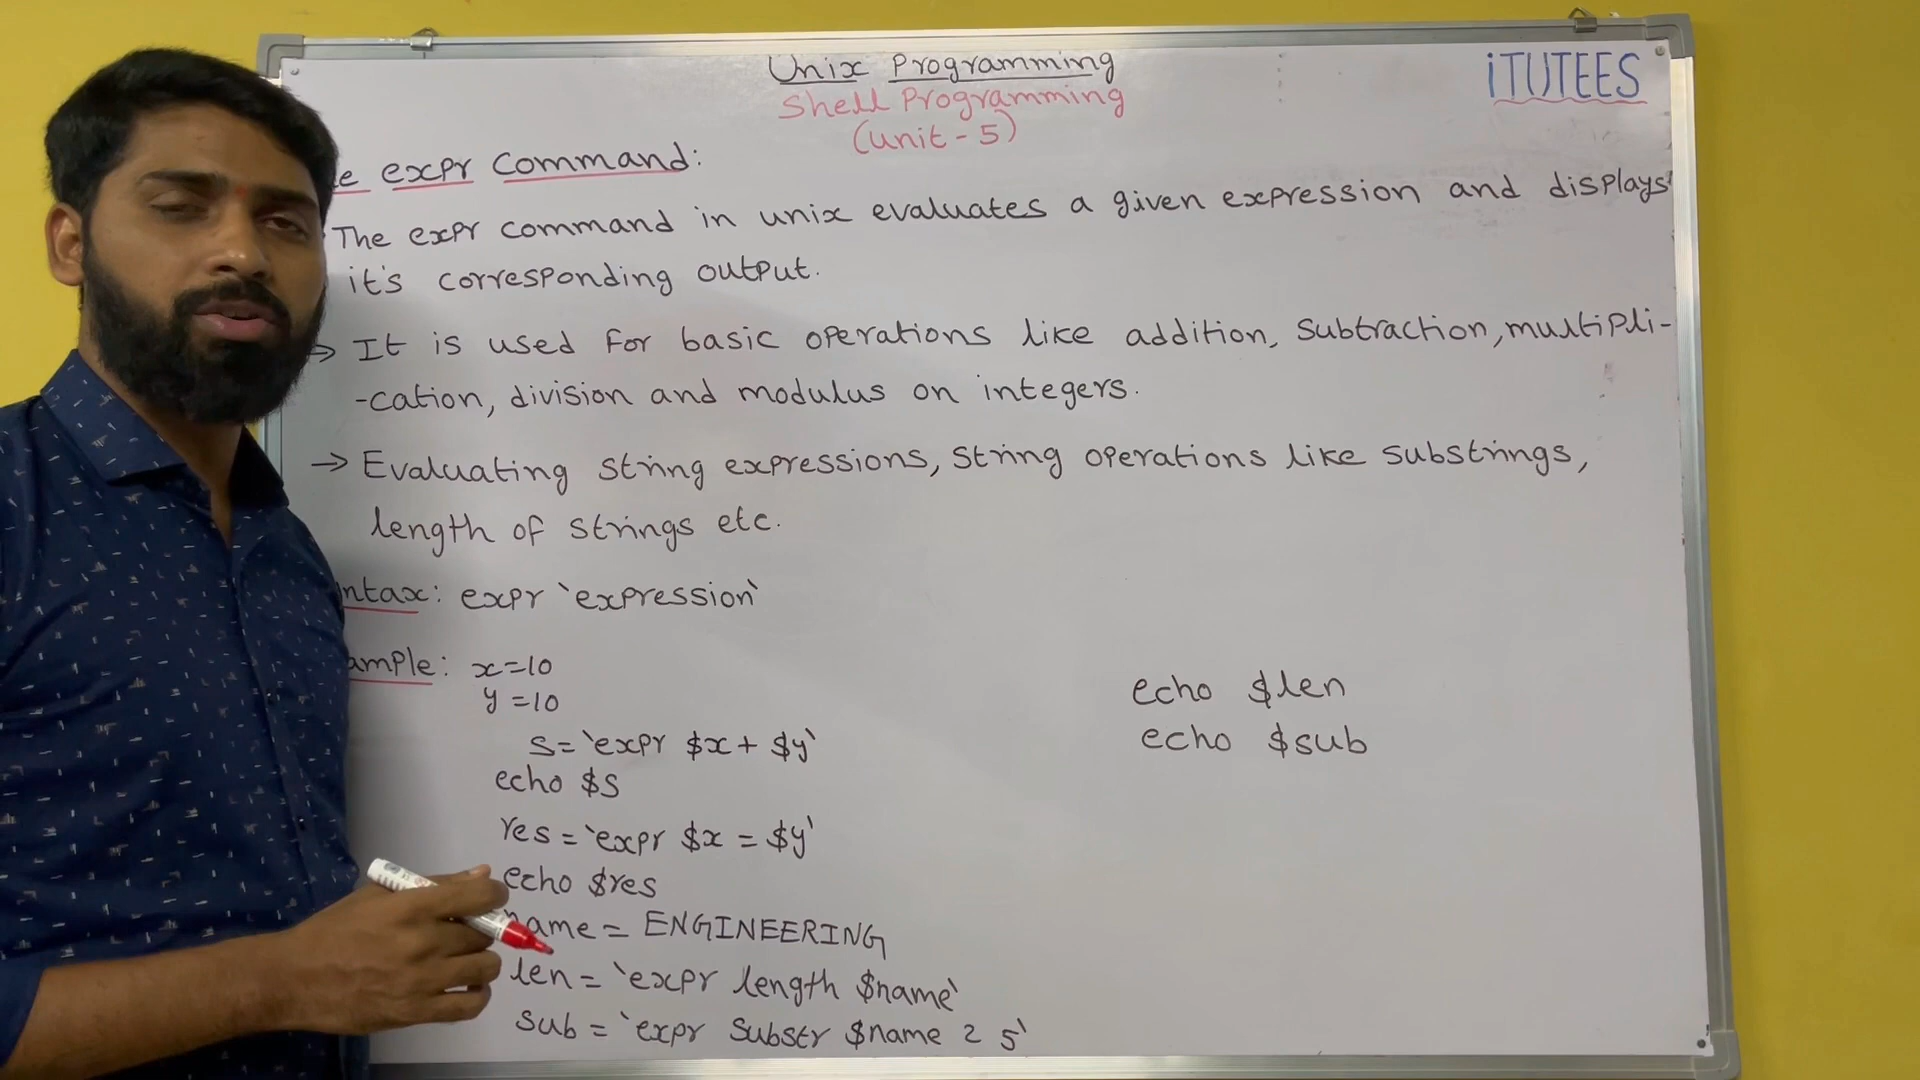 Unix Programming
iTUTEES
Shell Programming
(unit - 5)
e expr command:
The expr command in unix evaluates a given expression and displays
it's corresponding output.
→ It is used for basic operations like addition, subtraction, multipli-
-cation, division and modulus on integers.
→ Evaluating string expressions, string operations like substrings,
length of strings etc.
ntax: expr `expression`
ample: x=10
y=10
s=`expr $x+ $y`
echo $s
res=`expr $x = $y`
echo $res
name = ENGINEERING
len = `expr length $name`
sub = `expr substr $name 2 5`
echo $len
echo $sub